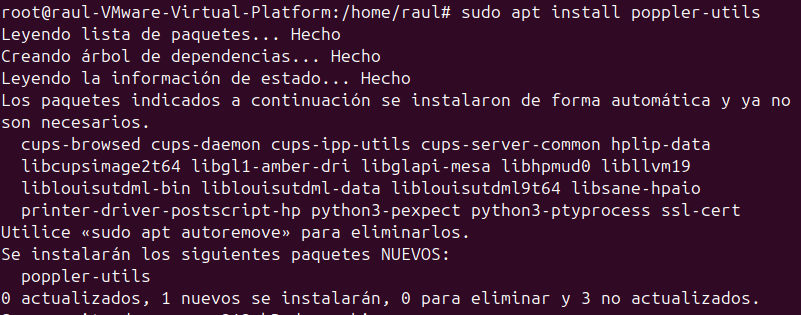 root@raul-VMware-Virtual-Platform:/home/raul# sudo apt install poppler-utils
Leyendo lista de paquetes... Hecho
Creando árbol de dependencias... Hecho
Leyendo la información de estado... Hecho
Los paquetes indicados a continuación se instalaron de forma automática y ya no
son necesarios.
  cups-browsed cups-daemon cups-ipp-utils cups-server-common hplip-data
  libcupsimage2t64 libgl1-amber-dri libglapi-mesa libhpmud0 libllvm19
  liblouisutdml-bin liblouisutdml-data liblouisutdml9t64 libsane-hpaio
  printer-driver-postscript-hp python3-pexpect python3-ptyprocess ssl-cert
Utilice «sudo apt autoremove» para eliminarlos.
Se instalarán los siguientes paquetes NUEVOS:
  poppler-utils
0 actualizados, 1 nuevos se instalarán, 0 para eliminar y 3 no actualizados.